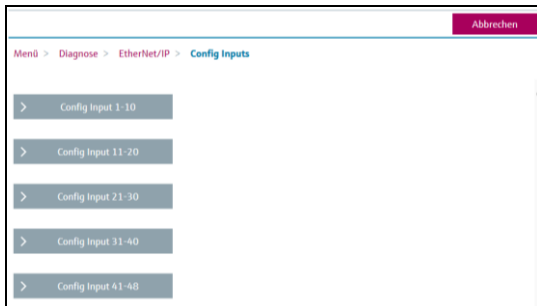 Abbrechen
Menü > Diagnose > EtherNet/IP > Config Inputs
> Config Input 1-10
> Config Input 11-20
> Config Input 21-30
> Config Input 31-40
> Config Input 41-48